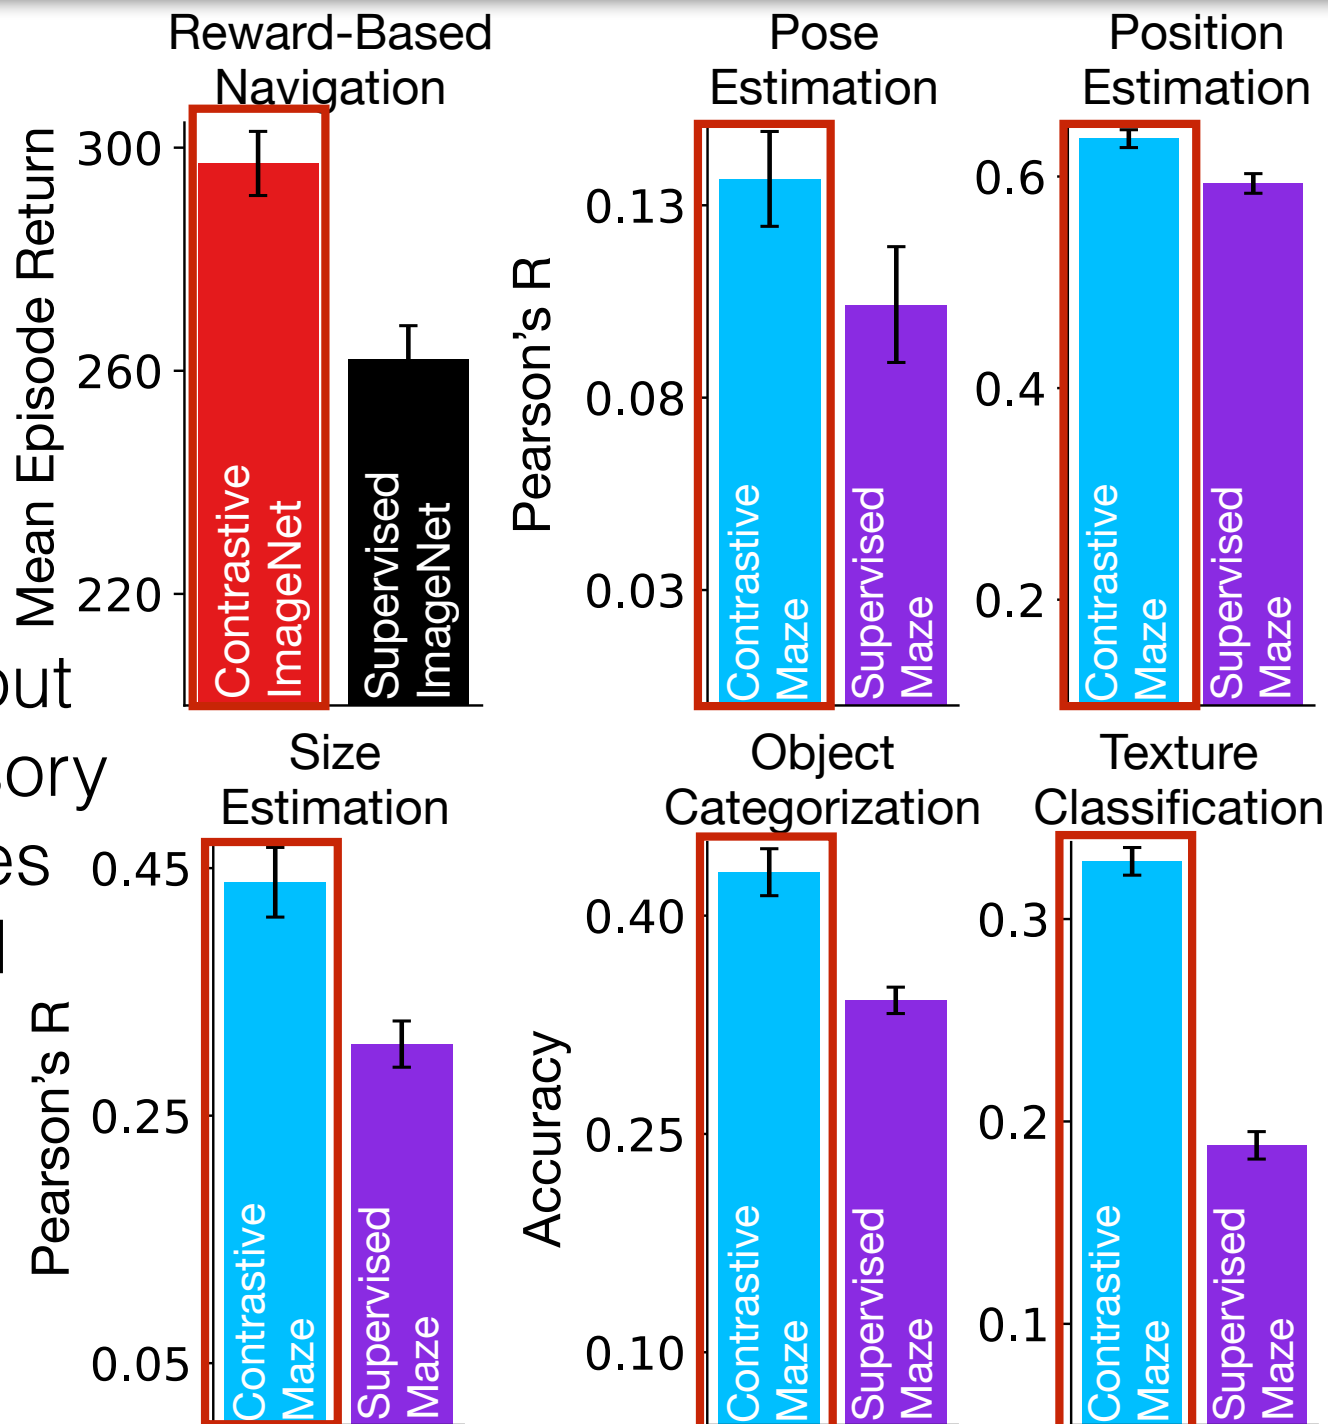 Reward-Based
Navigation
Mean Episode Return
300
260
220
Contrastive
ImageNet
Supervised
ImageNet
Pose
Estimation
Pearson's R
0.13
0.08
0.03
Contrastive
Maze
Supervised
Maze
Position
Estimation
0.6
0.4
0.2
Contrastive
Maze
Supervised
Maze
Size
Estimation
Pearson's R
0.45
0.25
0.05
Contrastive
Maze
Supervised
Maze
Object
Categorization
Accuracy
0.40
0.25
0.10
Contrastive
Maze
Supervised
Maze
Texture
Classification
0.3
0.2
0.1
Contrastive
Maze
Supervised
Maze